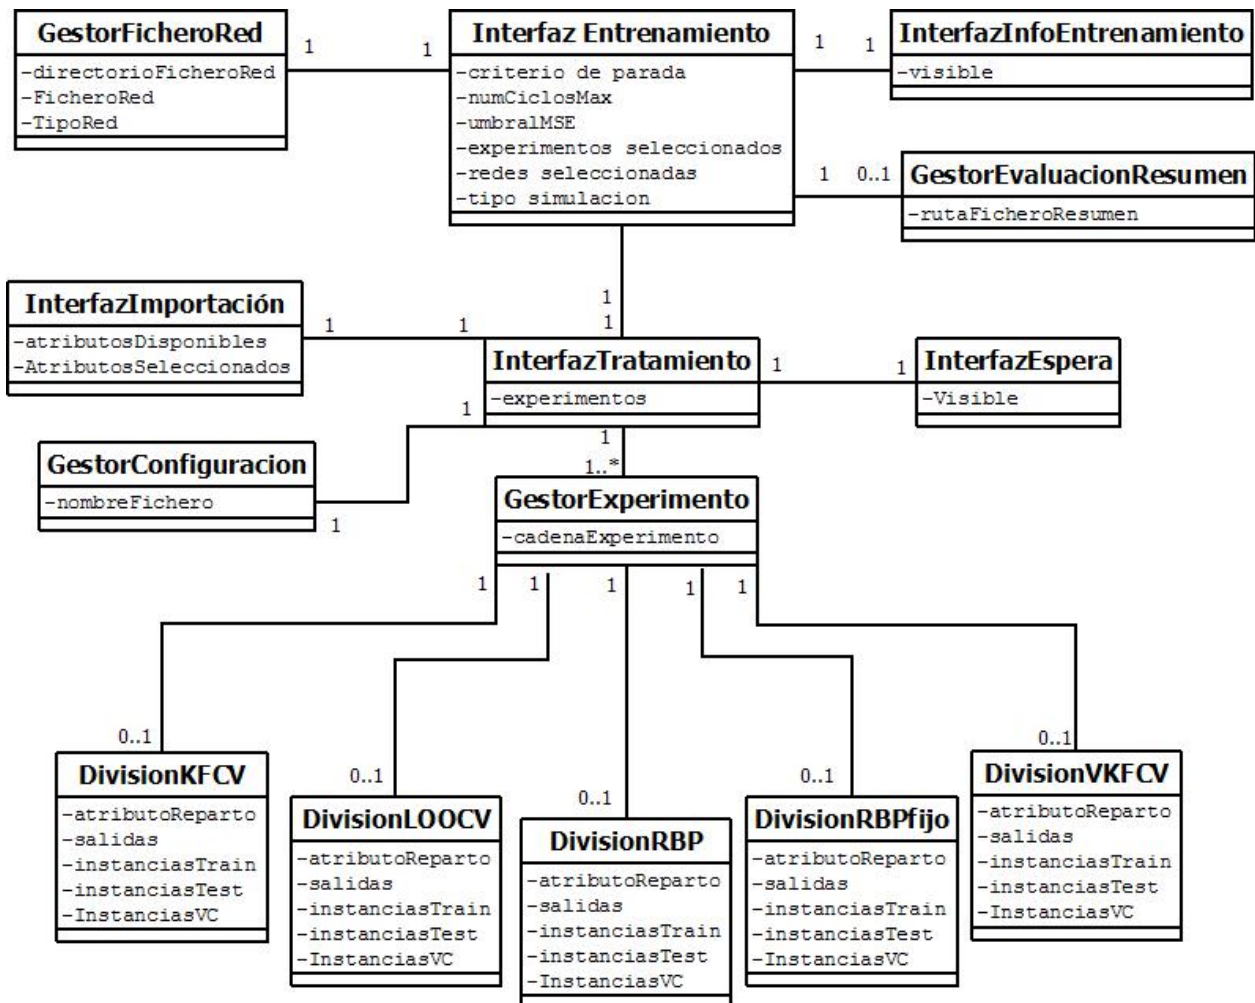 GestorFicheroRed
-directorioFicheroRed
-FicheroRed
-TipoRed
1
1
Interfaz Entrenamiento
-criterio de parada
-numCiclosMax
-umbralMSE
-experimentos seleccionados
-redes seleccionadas
-tipo simulacion
1
1
InterfazInfoEntrenamiento
-visible
1
0..1
GestorEvaluacionResumen
-rutaFicheroResumen
1
1
InterfazImportación
-atributosDisponibles
-AtributosSeleccionados
1
1
InterfazTratamiento
-experimentos
1
1
InterfazEspera
-Visible
1
GestorConfiguracion
-nombreFichero
1
1
1..*
GestorExperimento
-cadenaExperimento
1
1
1
1
1
0..1
DivisionKFCV
-atributoReparto
-salidas
-instanciasTrain
-instanciasTest
-InstanciasVC
0..1
DivisionLOOCV
-atributoReparto
-salidas
-instanciasTrain
-instanciasTest
-InstanciasVC
0..1
DivisionRBP
-atributoReparto
-salidas
-instanciasTrain
-instanciasTest
-InstanciasVC
0..1
DivisionRBPfijo
-atributoReparto
-salidas
-instanciasTrain
-instanciasTest
-InstanciasVC
0..1
DivisionVKFCV
-atributoReparto
-salidas
-instanciasTrain
-instanciasTest
-InstanciasVC